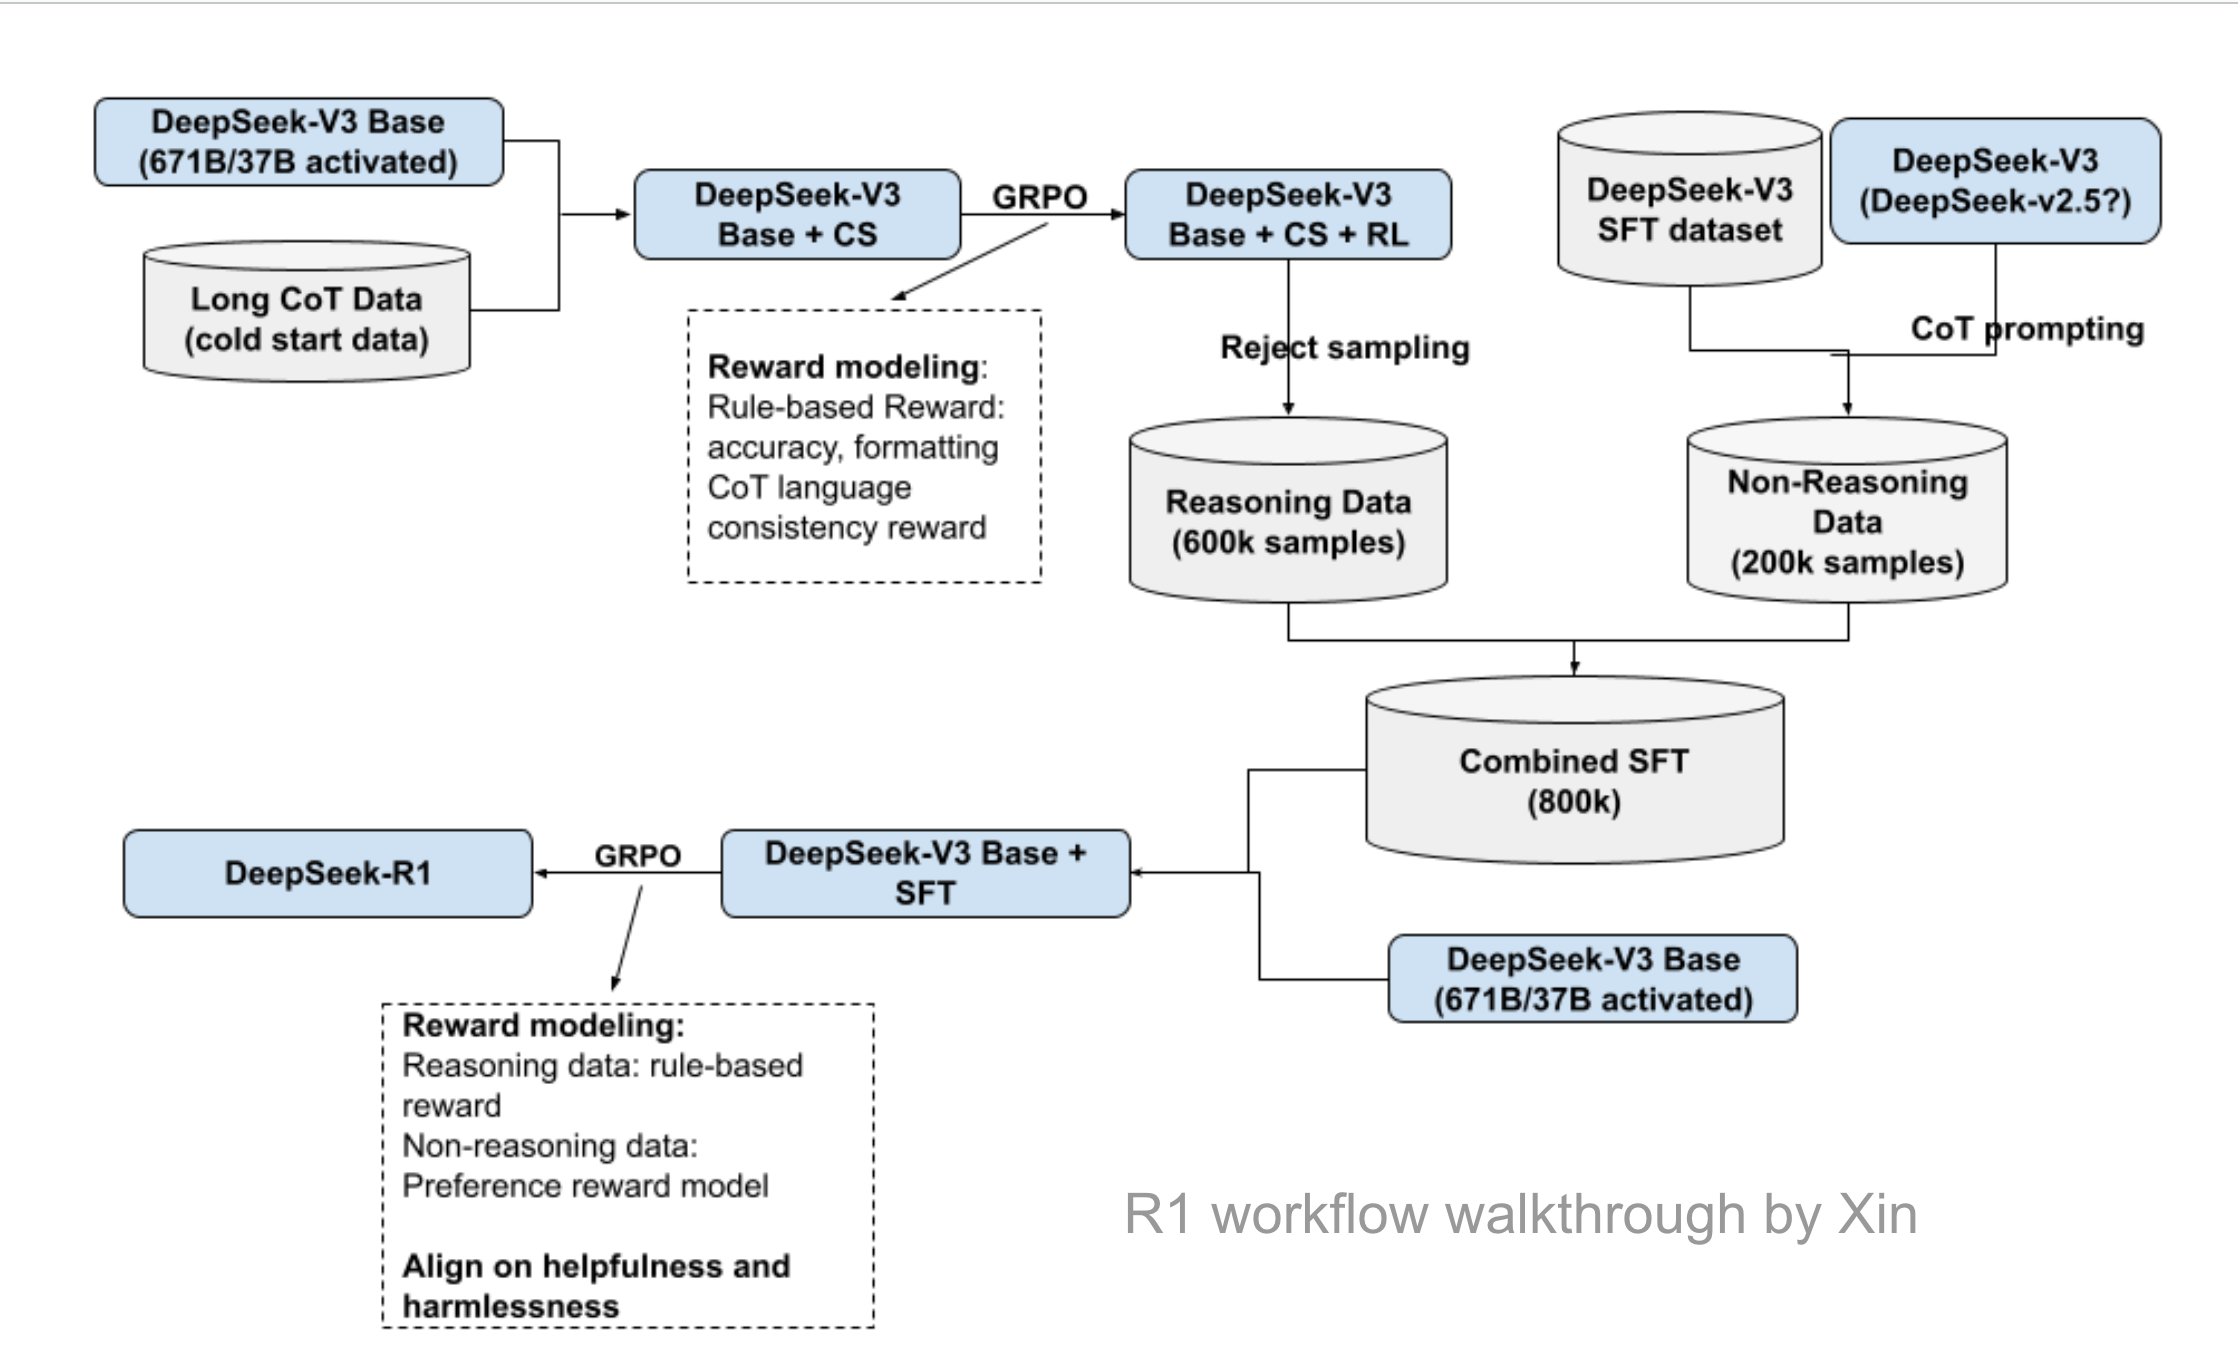 DeepSeek-V3 Base
(671B/37B activated)
Long CoT Data
(cold start data)
DeepSeek-V3
Base + CS
GRPO
DeepSeek-V3
Base + CS + RL
DeepSeek-V3
SFT dataset
DeepSeek-V3
(DeepSeek-v2.5?)
CoT prompting
Reject sampling
Reward modeling:
Rule-based Reward:
accuracy, formatting
CoT language
consistency reward
Reasoning Data
(600k samples)
Non-Reasoning
Data
(200k samples)
Combined SFT
(800k)
DeepSeek-V3 Base
(671B/37B activated)
DeepSeek-V3 Base +
SFT
GRPO
DeepSeek-R1
Reward modeling:
Reasoning data: rule-based
reward
Non-reasoning data:
Preference reward model
Align on helpfulness and
harmlessness
R1 workflow walkthrough by Xin